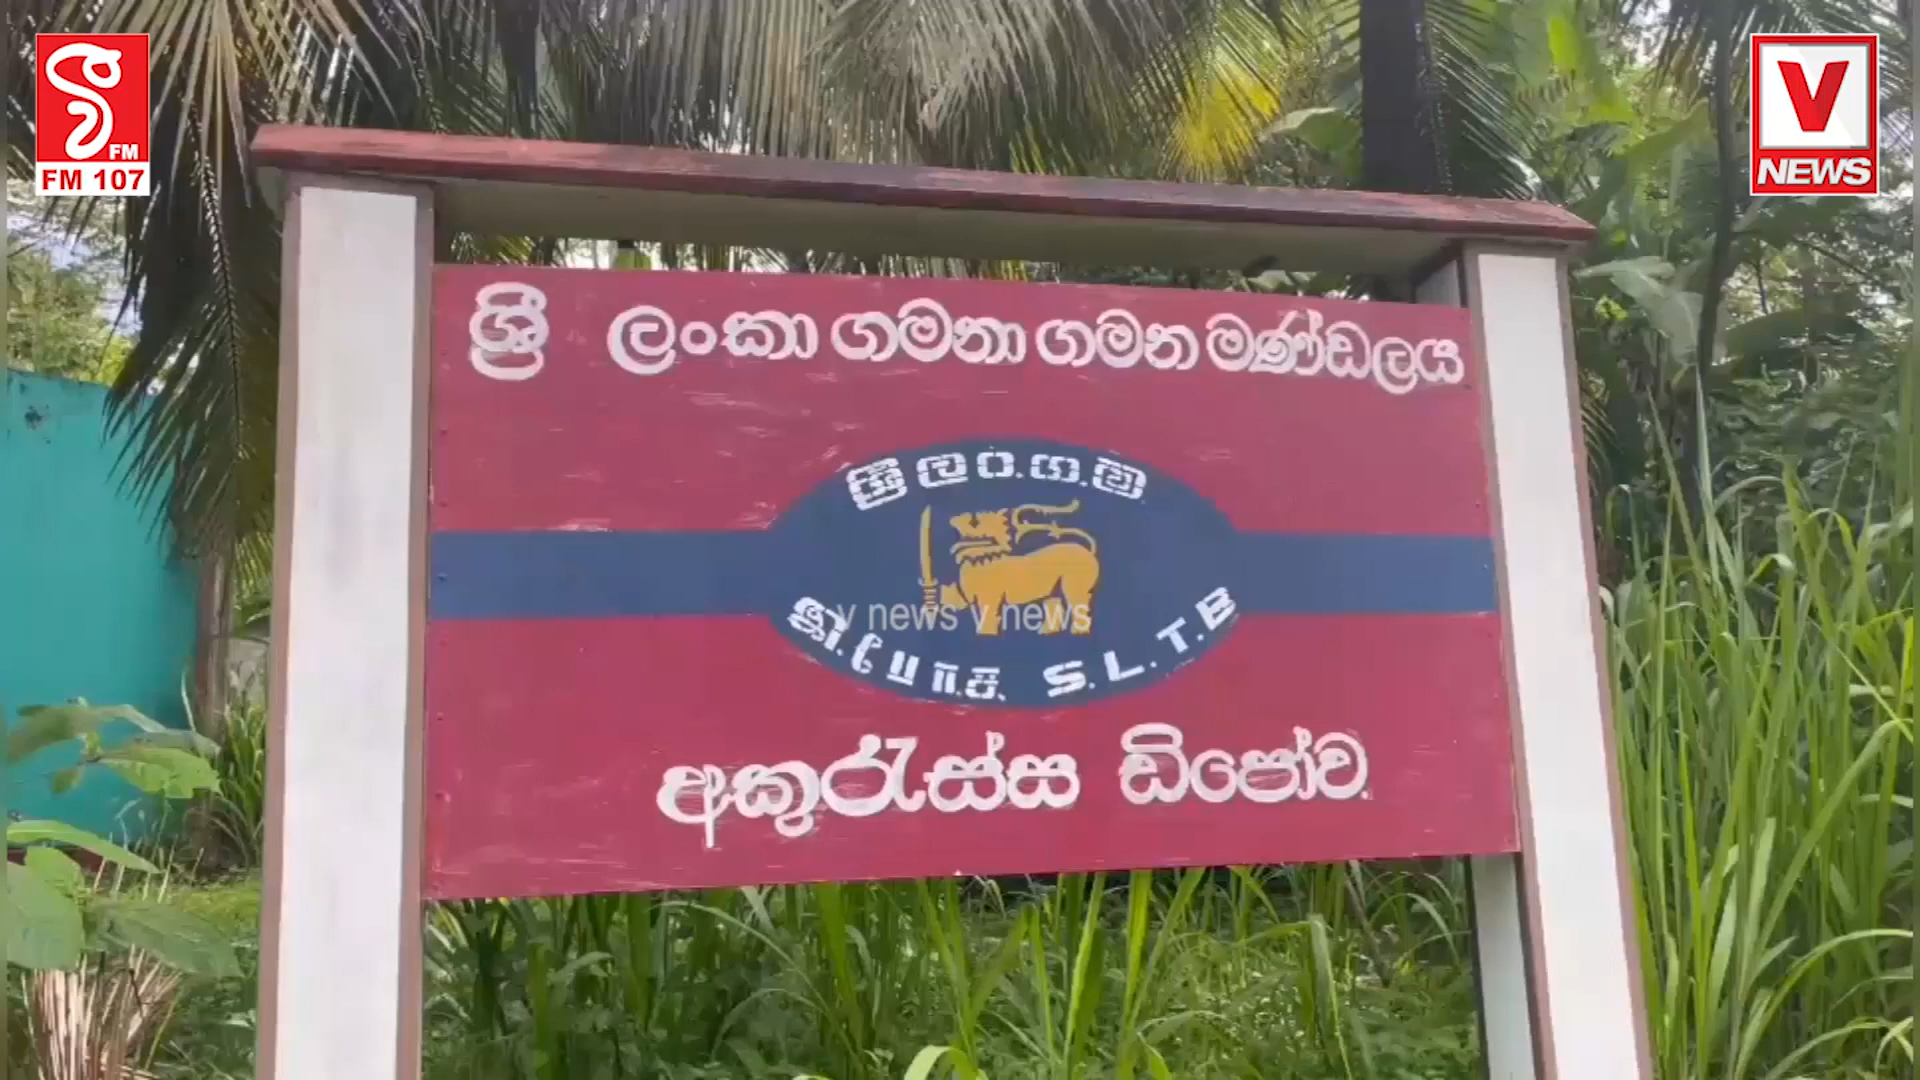 FM
FM 107
V
NEWS
ශ්‍රී ලංකා ගමනා ගමන මණ්ඩලය
ශ්‍රී ලං.ග.ම
S.L.T.B
v news v news
අකුරැස්ස ඩිපෝව.